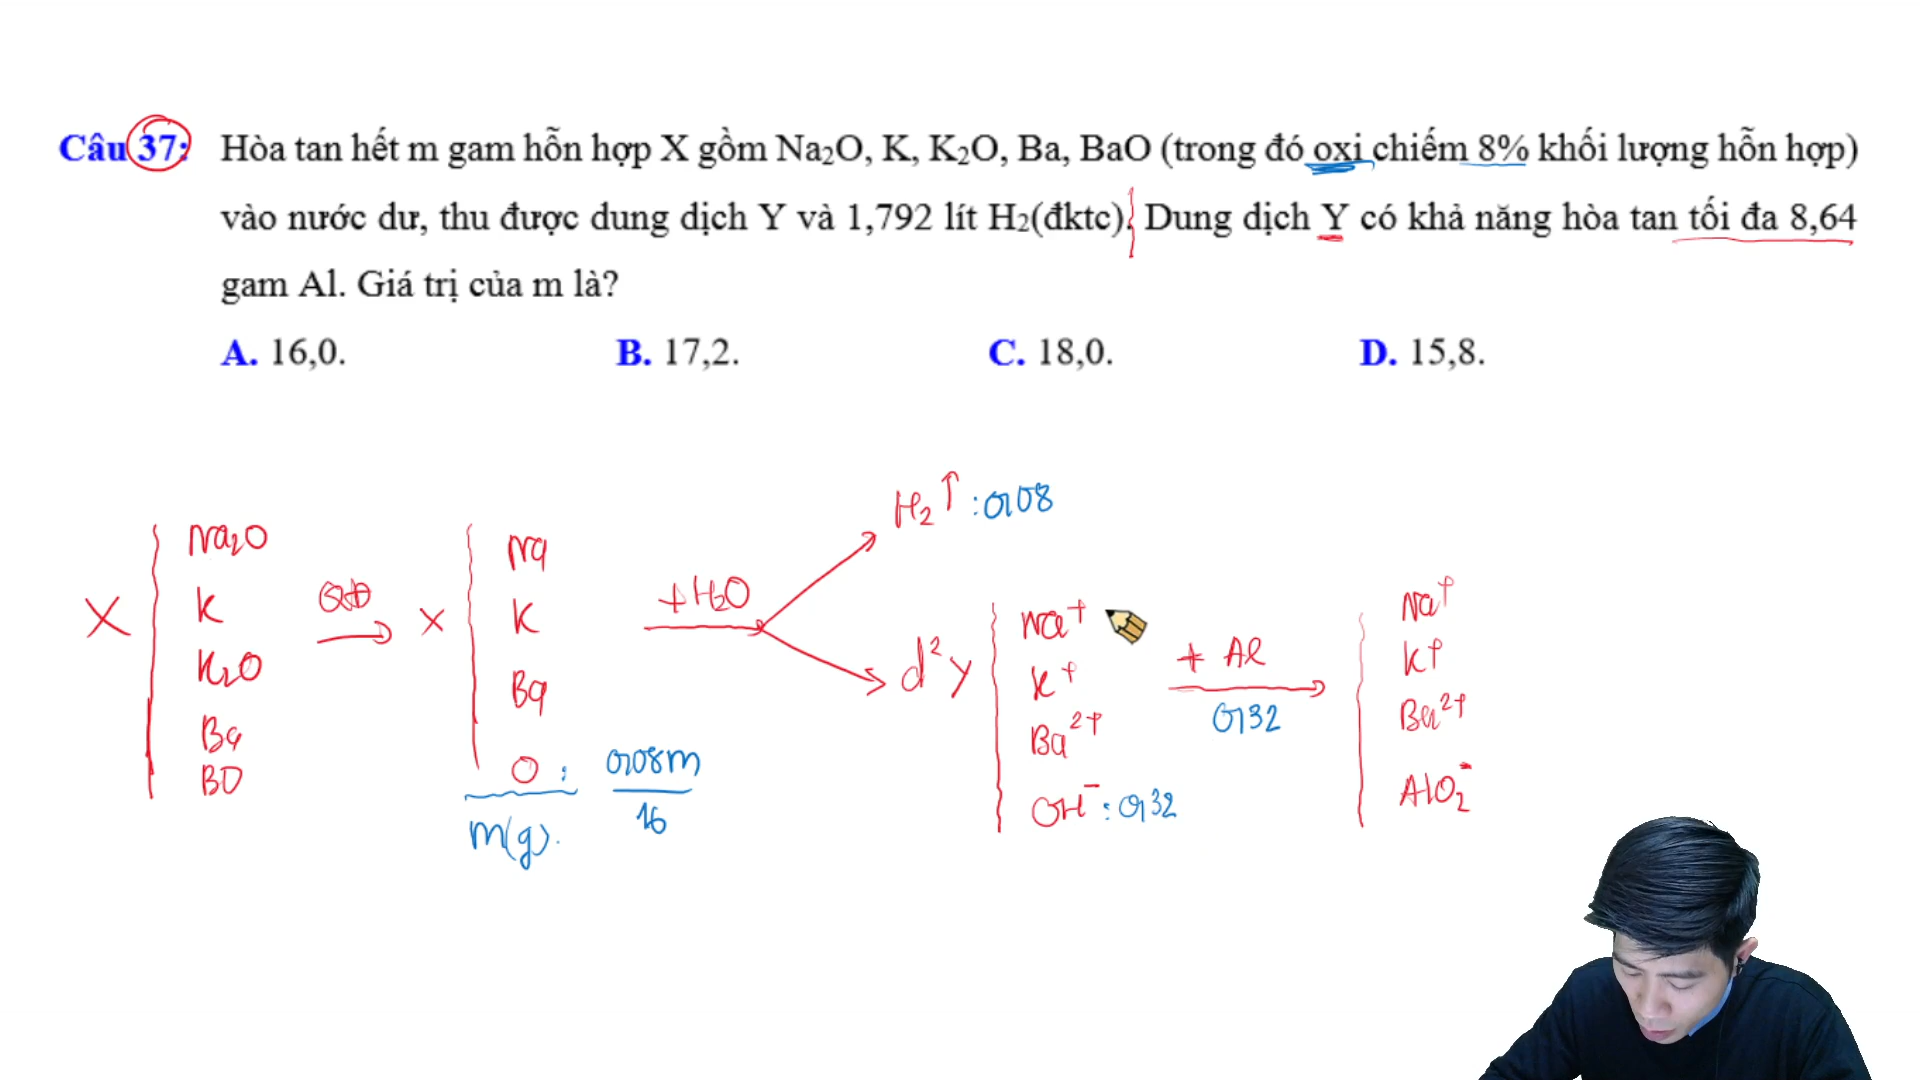 Câu 37: Hòa tan hết m gam hỗn hợp X gồm Na₂O, K, K₂O, Ba, BaO (trong đó oxi chiếm 8% khối lượng hỗn hợp)
vào nước dư, thu được dung dịch Y và 1,792 lít H₂(đktc). Dung dịch Y có khả năng hòa tan tối đa 8,64
gam Al. Giá trị của m là?
A. 16,0. B. 17,2. C. 18,0. D. 15,8.
X
Na₂O
K
K₂O
Ba
BO
QĐ
X
Na
K
Ba
O : 0,08m/16
m(g).
+H₂O
H₂↑ : 0,08
d² Y
Na⁺
K⁺
Ba²⁺
OH⁻ : 0,32
+ Al
0,32
Na⁺
K⁺
Ba²⁺
AlO₂⁻